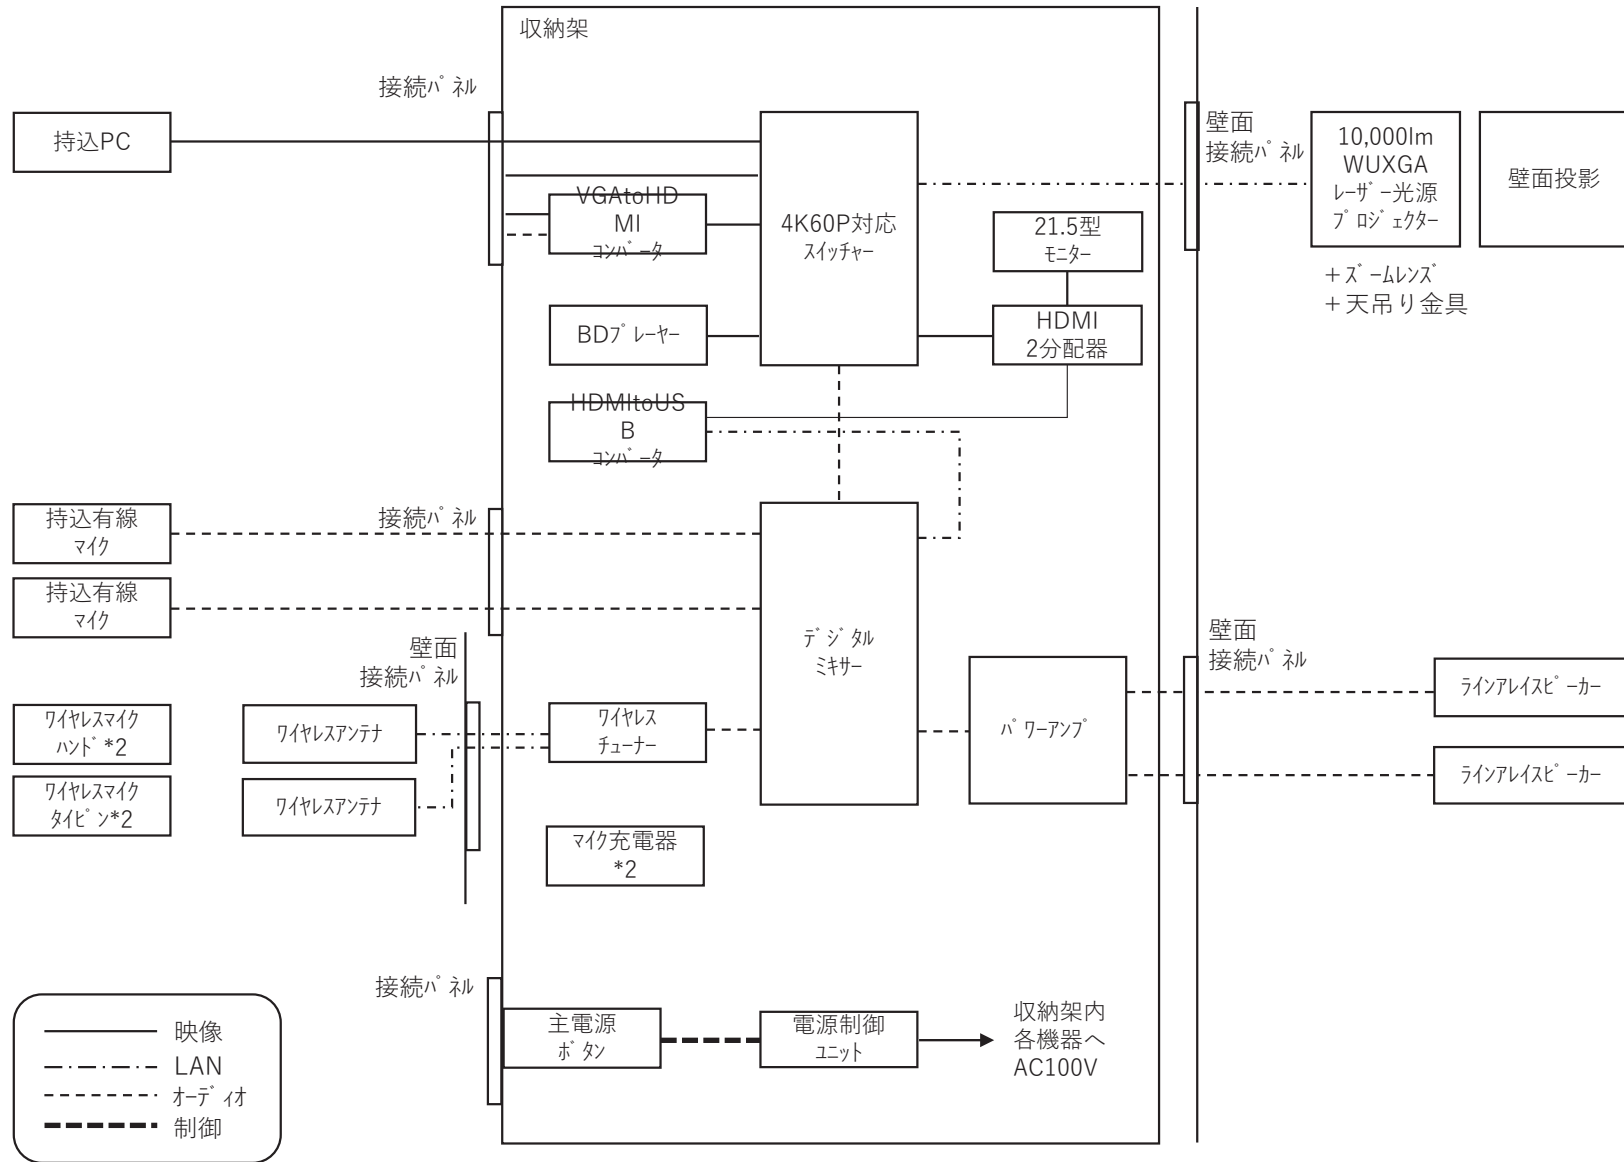 収納架
接続ﾊﾟﾈﾙ
持込PC
VGAtoHD
MI
ｺﾝﾊﾞｰﾀ
4K60P対応
ｽｲｯﾁｬｰ
21.5型
ﾓﾆﾀｰ
壁面
接続ﾊﾟﾈﾙ
10,000lm
WUXGA
ﾚｰｻﾞｰ光源
ﾌﾟﾛｼﾞｪｸﾀｰ
壁面投影
＋ｽﾞｰﾑﾚﾝｽﾞ
＋天吊り金具
BDﾌﾟﾚｰﾔｰ
HDMI
2分配器
HDMItoUS
B
ｺﾝﾊﾞｰﾀ
持込有線
ﾏｲｸ
接続ﾊﾟﾈﾙ
持込有線
ﾏｲｸ
壁面
接続ﾊﾟﾈﾙ
ﾃﾞｼﾞﾀﾙ
ﾐｷｻｰ
壁面
接続ﾊﾟﾈﾙ
ﾜｲﾔﾚｽﾏｲｸ
ﾊﾝﾄﾞ*2
ﾜｲﾔﾚｽｱﾝﾃﾅ
ﾜｲﾔﾚｽ
ﾁｭｰﾅｰ
ﾊﾟﾜｰｱﾝﾌﾟ
ﾗｲﾝｱﾚｲｽﾋﾟｰｶｰ
ﾜｲﾔﾚｽﾏｲｸ
ﾀｲﾋﾟﾝ*2
ﾜｲﾔﾚｽｱﾝﾃﾅ
ﾗｲﾝｱﾚｲｽﾋﾟｰｶｰ
ﾏｲｸ充電器
*2
接続ﾊﾟﾈﾙ
主電源
ﾎﾞﾀﾝ
電源制御
ﾕﾆｯﾄ
収納架内
各機器へ
AC100V
映像
LAN
ｵｰﾃﾞｨｵ
制御